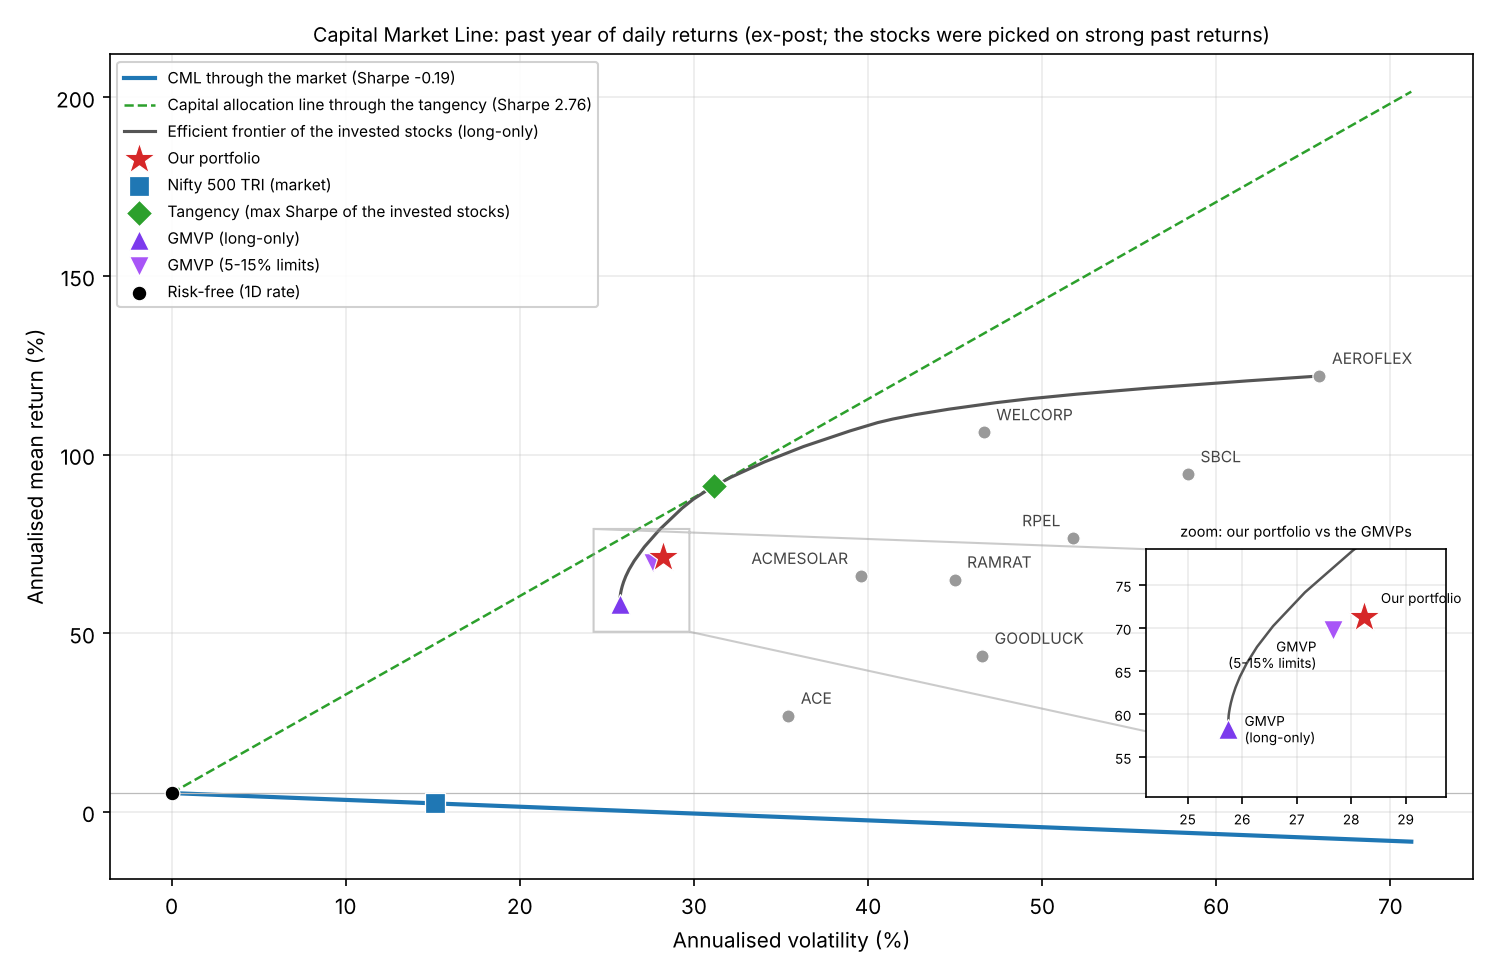 Capital Market Line: past year of daily returns (ex-post; the stocks were picked on strong past returns)
CML through the market (Sharpe -0.19)
Capital allocation line through the tangency (Sharpe 2.76)
Efficient frontier of the invested stocks (long-only)
Our portfolio
Nifty 500 TRI (market)
Tangency (max Sharpe of the invested stocks)
GMVP (long-only)
GMVP (5-15% limits)
Risk-free (1D rate)
Annualised mean return (%)
200
150
100
50
0
AEROFLEX
WELCORP
SBCL
RPEL
ACMESOLAR
RAMRAT
GOODLUCK
ACE
zoom: our portfolio vs the GMVPs
75
70
65
60
55
Our portfolio
GMVP
(5-15% limits)
GMVP
(long-only)
25 26 27 28 29
0 10 20 30 40 50 60 70
Annualised volatility (%)